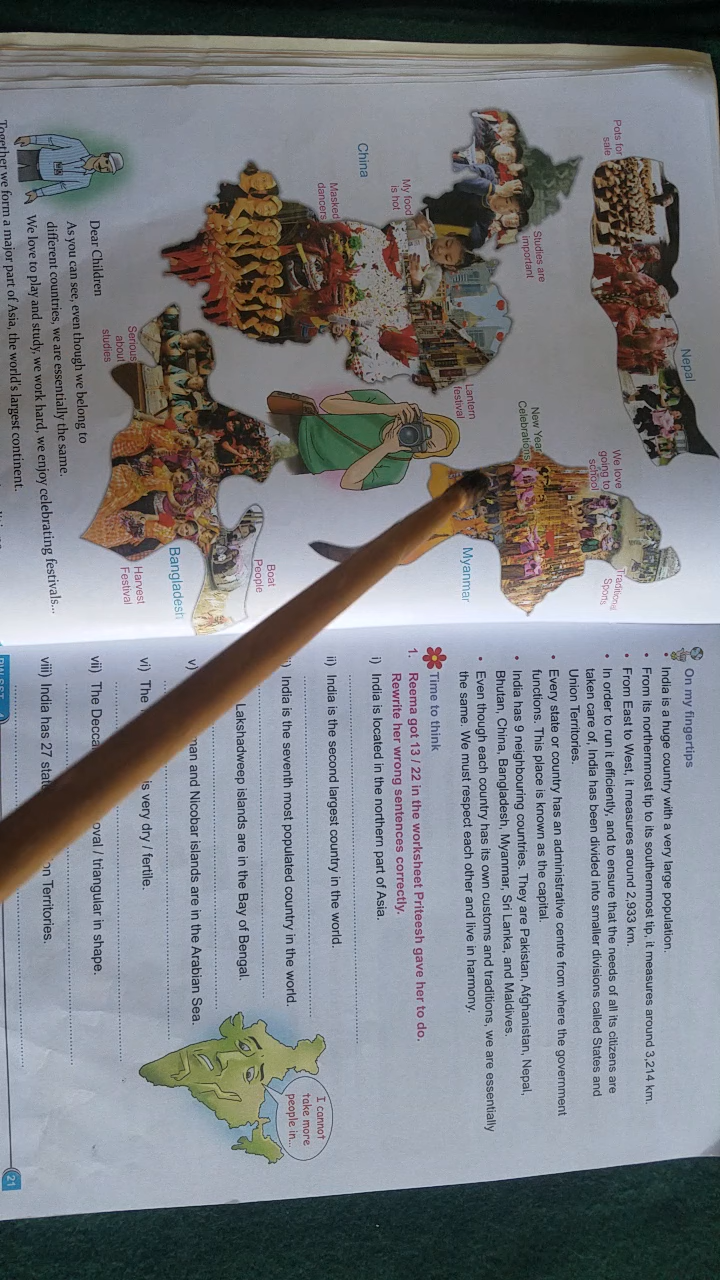 Nepal
Pots for
sale
We love
going to
school
Traditional
Sports
Studies are
important
New Year
Celebrations
Myanmar
China
My food
is hot
Lantern
festival
Masked
dancers
Boat
People
Bangladesh
Harvest
Festival
Serious
about
studies
Dear Children
As you can see, even though we belong to
different countries, we are essentially the same.
We love to play and study, we work hard, we enjoy celebrating festivals...
Together we form a major part of Asia, the world's largest continent.
On my fingertips
• India is a huge country with a very large population.
• From its northernmost tip to its southernmost tip, it measures around 3,214 km.
• From East to West, it measures around 2,933 km.
• In order to run it efficiently, and to ensure that the needs of all its citizens are
taken care of, India has been divided into smaller divisions called States and
Union Territories.
• Every state or country has an administrative centre from where the government
functions. This place is known as the capital.
• India has 9 neighbouring countries. They are Pakistan, Afghanistan, Nepal,
Bhutan, China, Bangladesh, Myanmar, Sri Lanka, and Maldives.
• Even though each country has its own customs and traditions, we are essentially
the same. We must respect each other and live in harmony.
Time to think
1. Reema got 13 / 22 in the worksheet Priteesh gave her to do.
Rewrite her wrong sentences correctly.
i) India is located in the northern part of Asia.
ii) India is the second largest country in the world.
India is the seventh most populated country in the world.
Lakshadweep islands are in the Bay of Bengal.
v) and Nicobar islands are in the Arabian Sea.
vi) The is very dry / fertile.
vii) The oval / triangular in shape.
viii) India has 27 Territories.
I cannot
take more
people in...
21